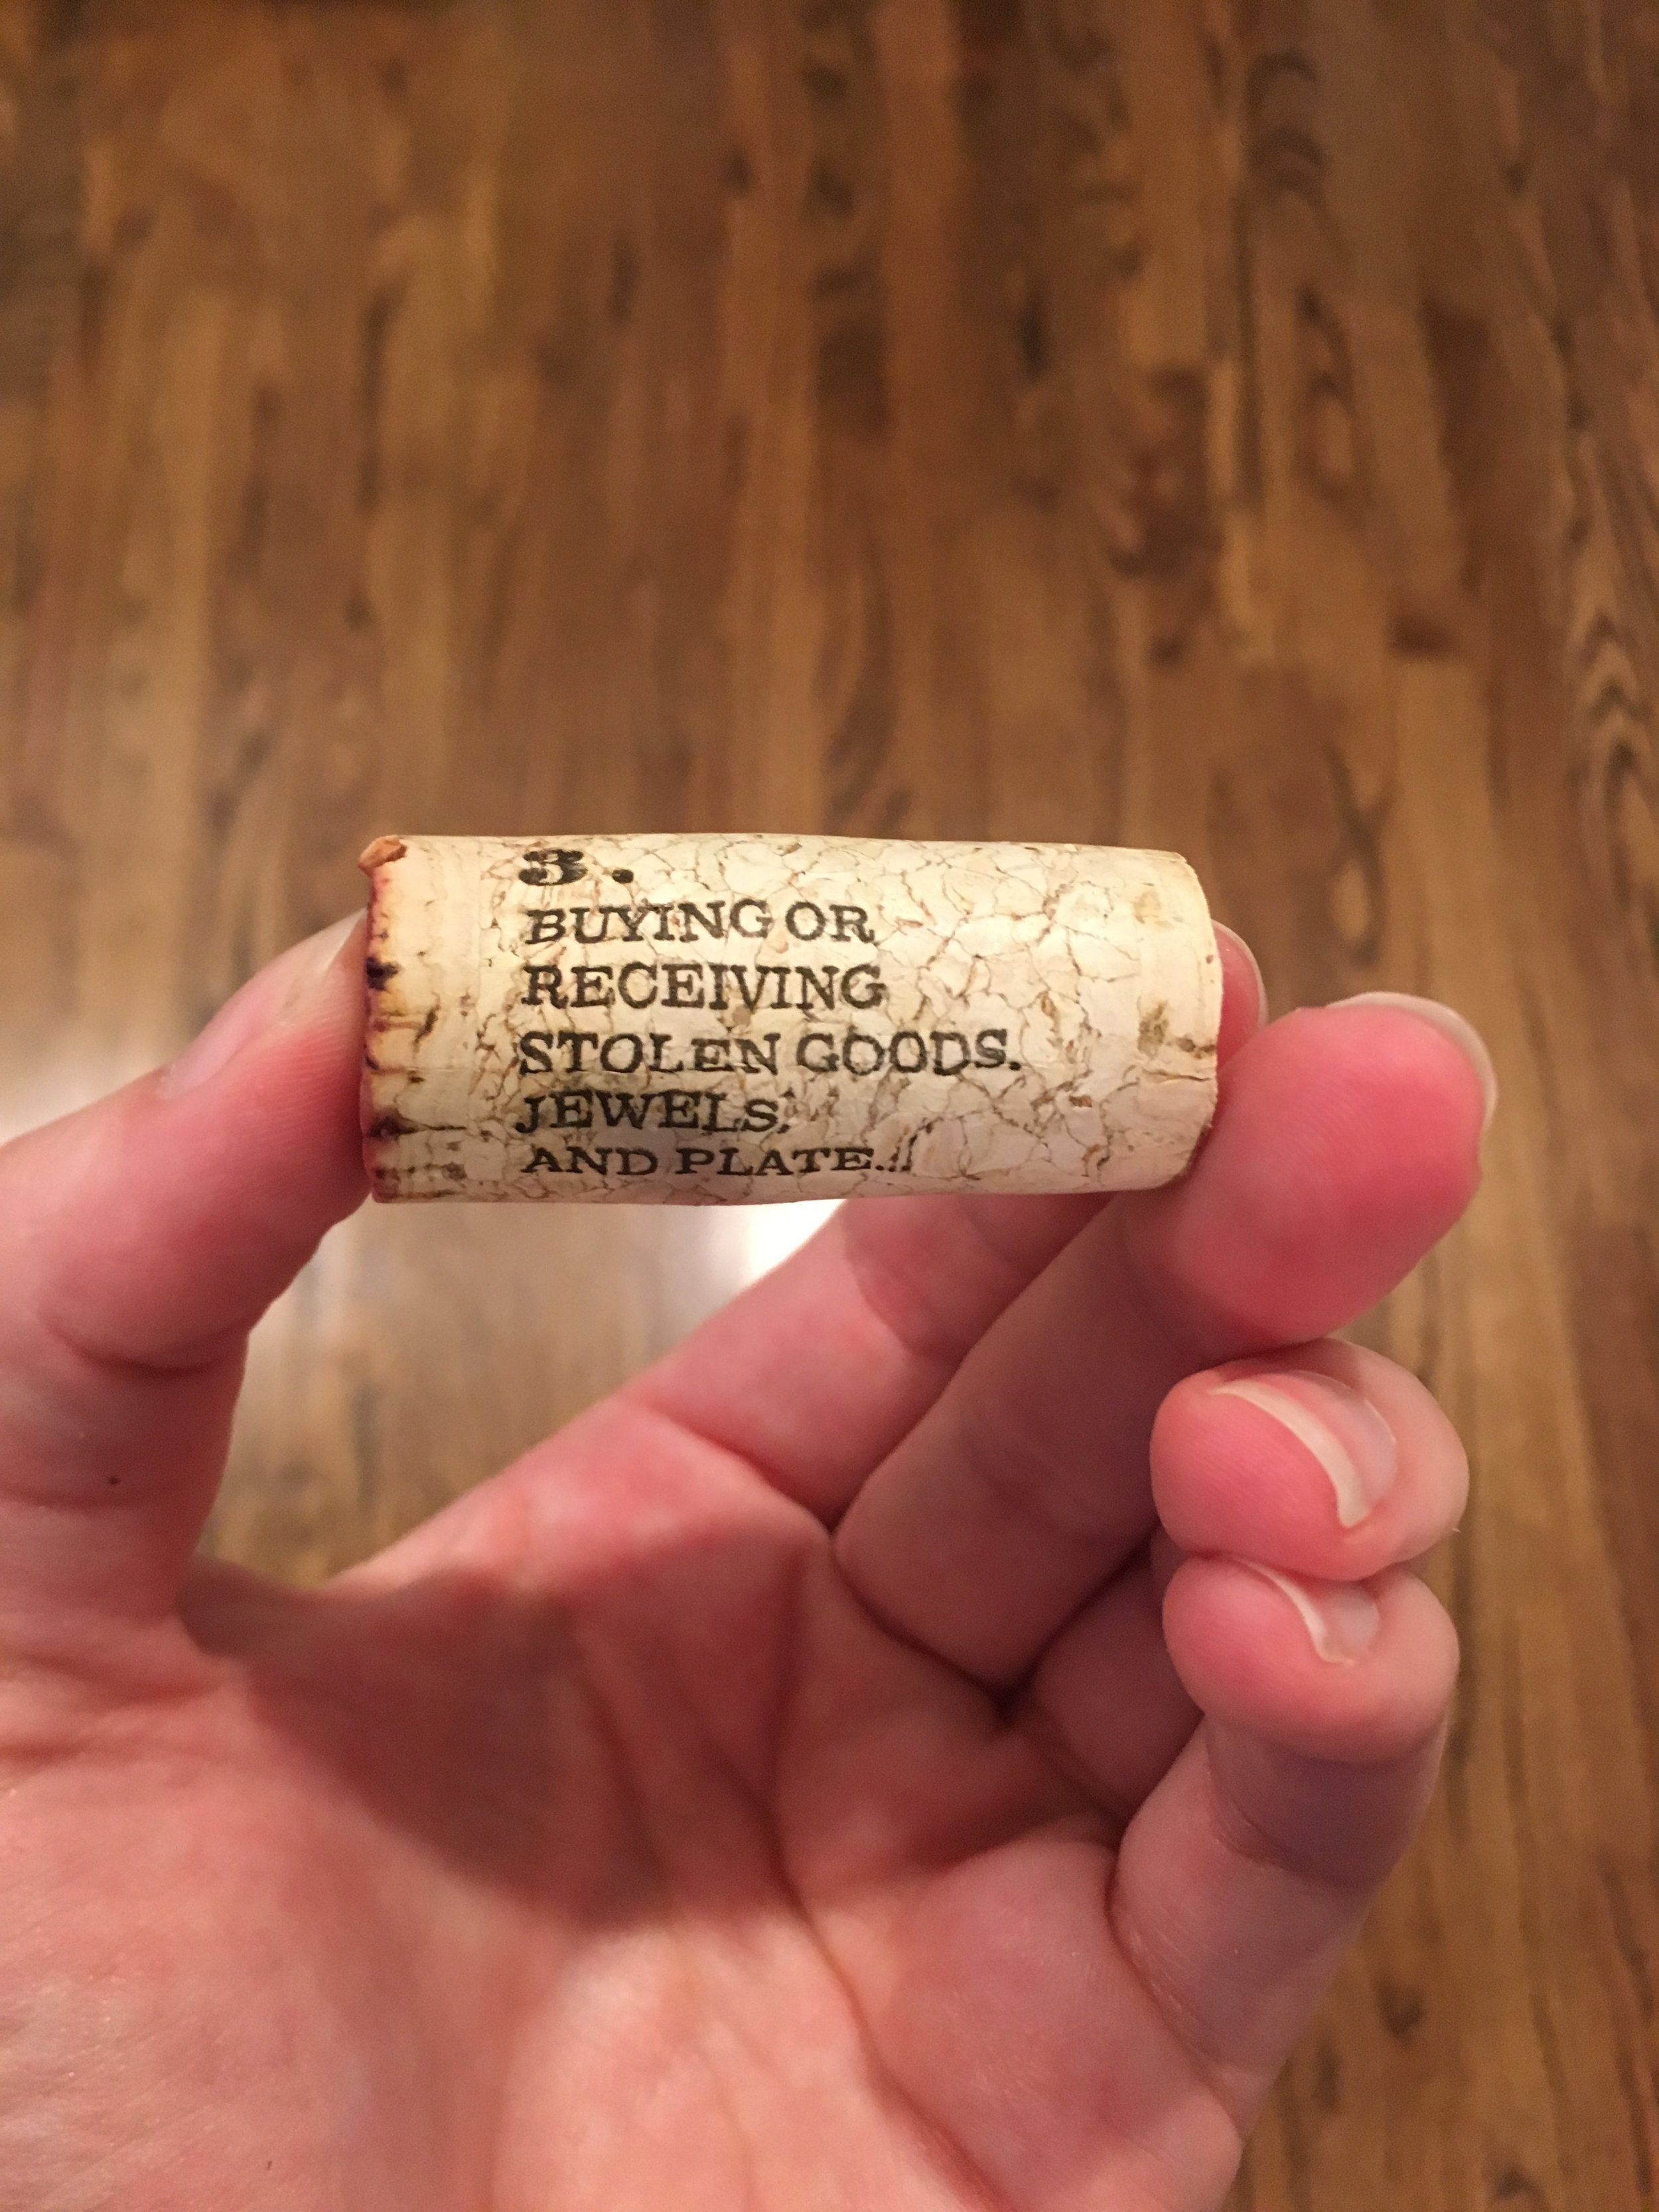 3.
BUYING OR
RECEIVING
STOLEN GOODS.
JEWELS,
AND PLATE...